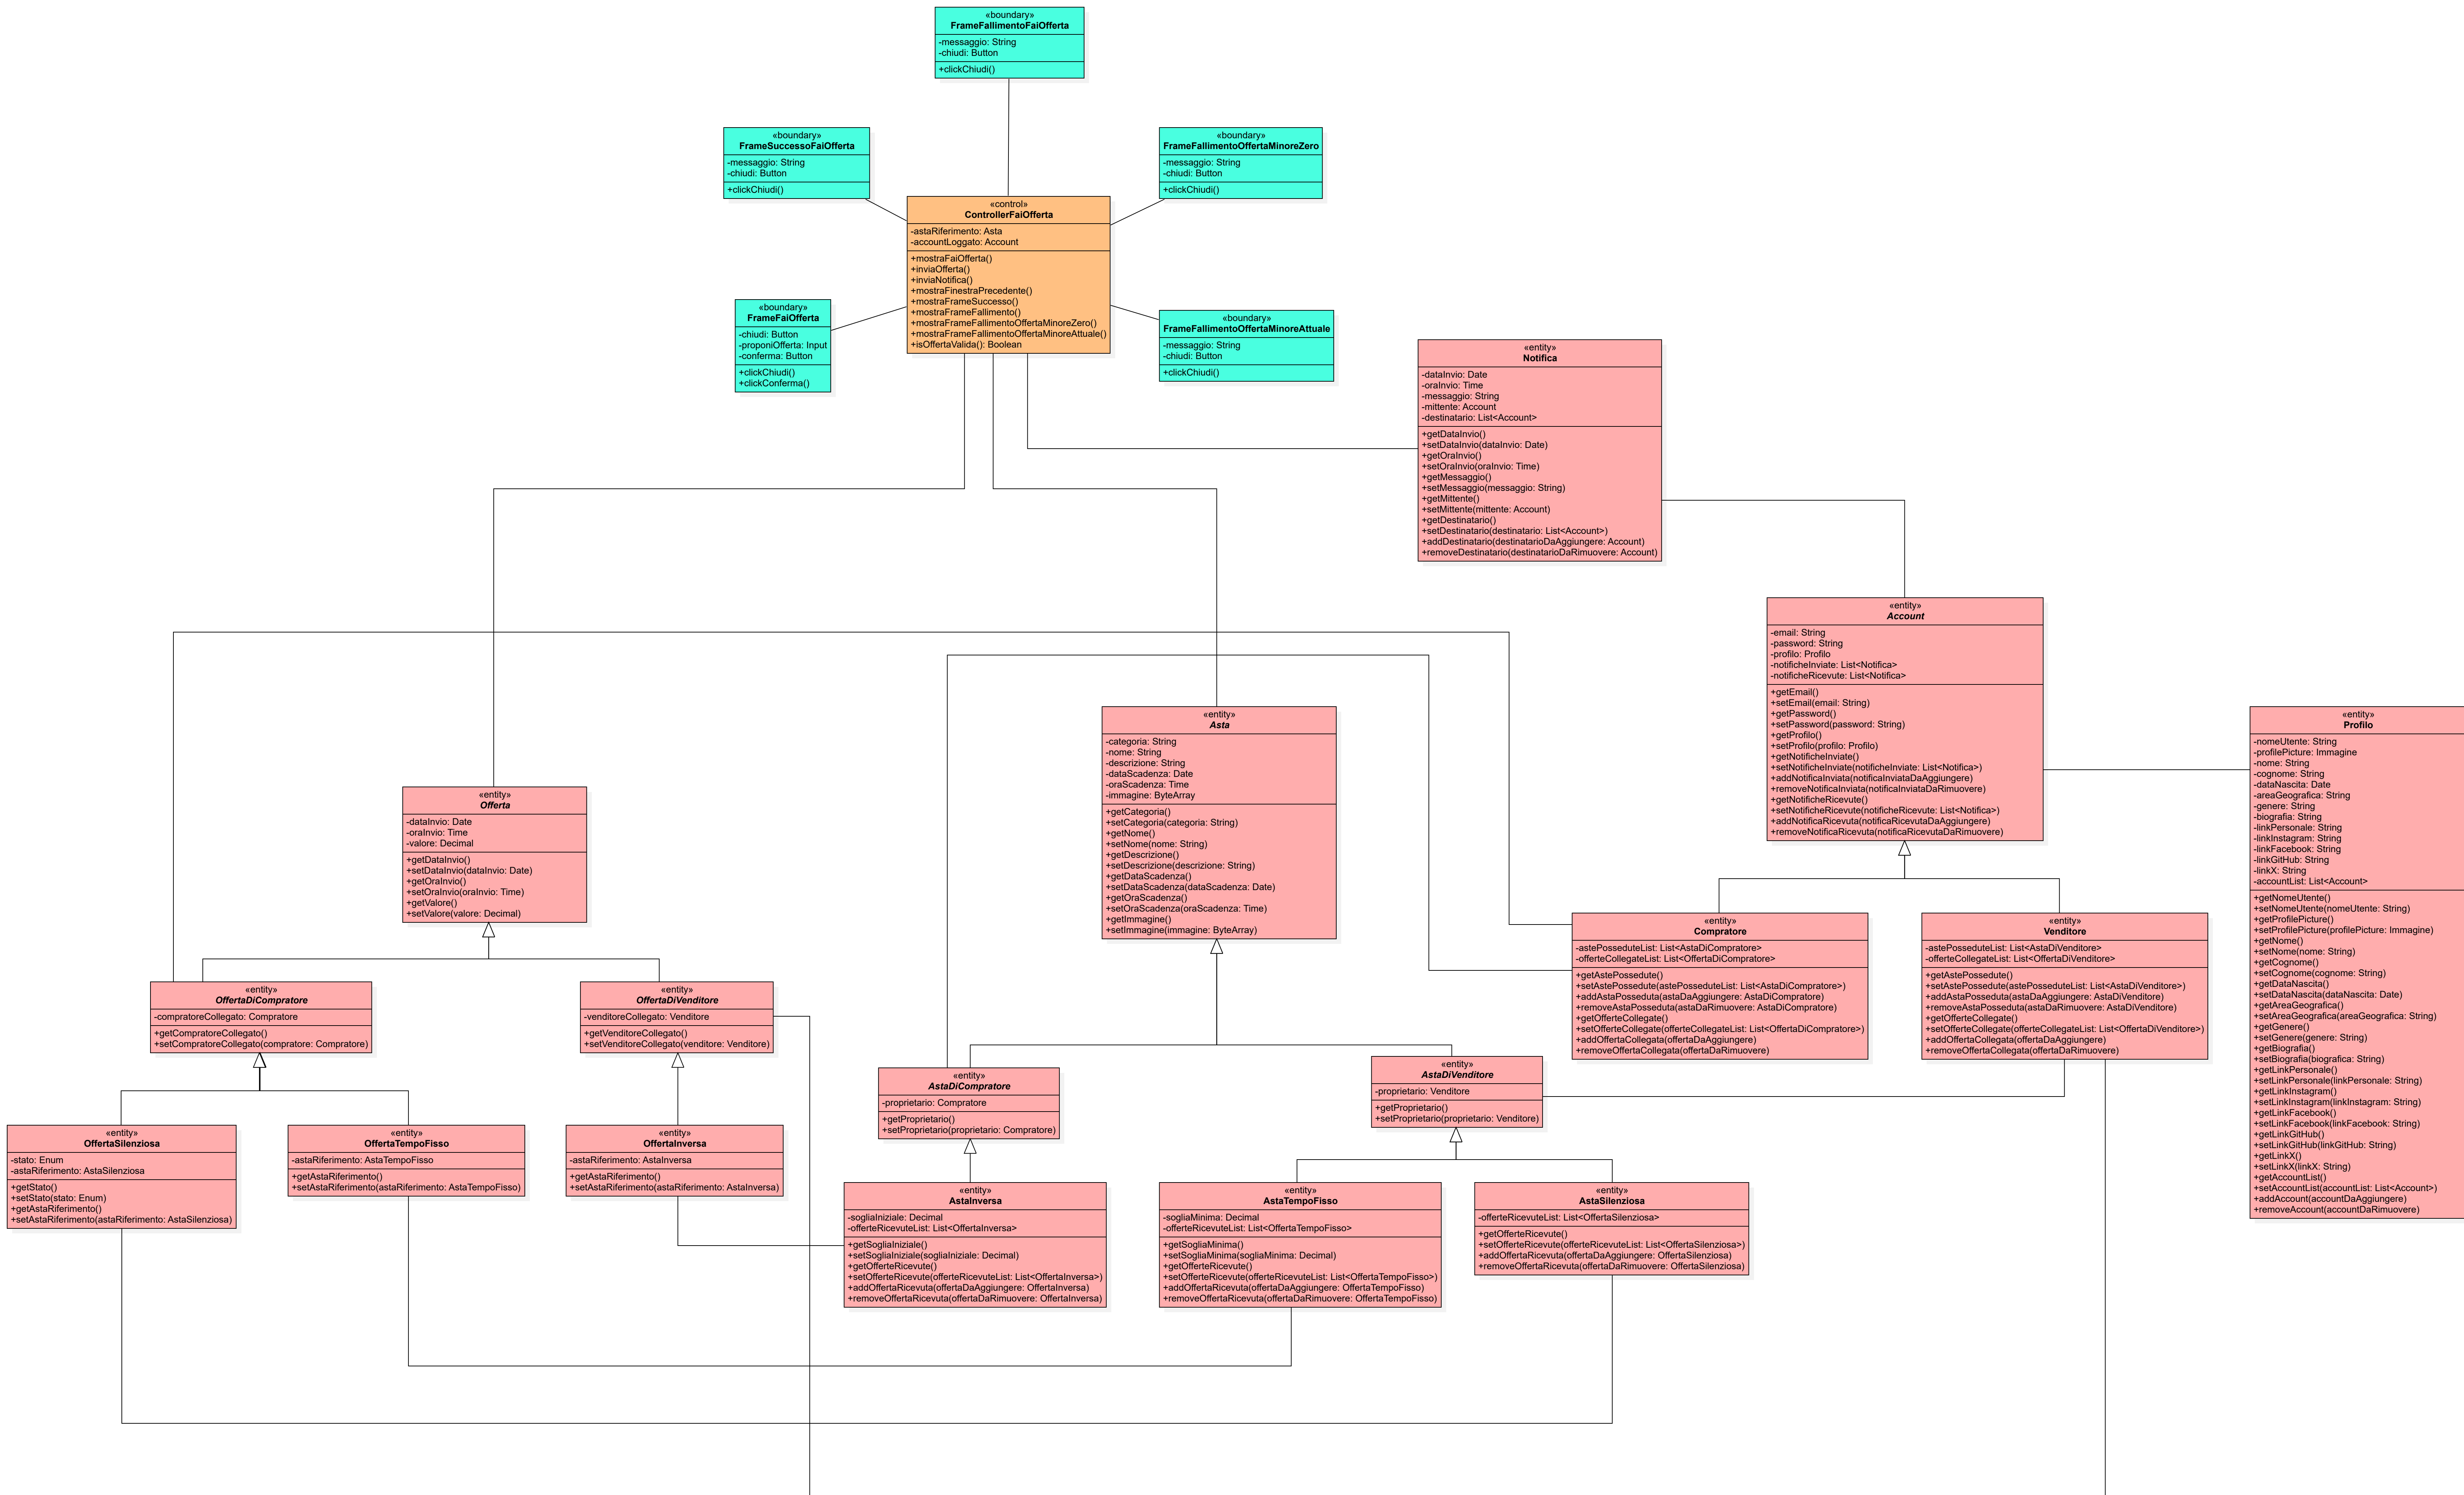 «boundary»
FrameFallimentoFaiOfferta
-messaggio: String
-chiudi: Button
+clickChiudi()
«boundary»
FrameSuccessoFaiOfferta
-messaggio: String
-chiudi: Button
+clickChiudi()
«boundary»
FrameFallimentoOffertaMinoreZero
-messaggio: String
-chiudi: Button
+clickChiudi()
«control»
ControllerFaiOfferta
-astaRiferimento: Asta
-accountLoggato: Account
+mostraFaiOfferta()
+inviaOfferta()
+inviaNotifica()
+mostraFinestraPrecedente()
+mostraFrameSuccesso()
+mostraFrameFallimento()
+mostraFrameFallimentoOffertaMinoreZero()
+mostraFrameFallimentoOffertaMinoreAttuale()
+isOffertaValida(): Boolean
«boundary»
FrameFaiOfferta
-chiudi: Button
-proponiOfferta: Input
-conferma: Button
+clickChiudi()
+clickConferma()
«boundary»
FrameFallimentoOffertaMinoreAttuale
-messaggio: String
-chiudi: Button
+clickChiudi()
«entity»
Notifica
-dataInvio: Date
-oraInvio: Time
-messaggio: String
-mittente: Account
-destinatario: List<Account>
+getDataInvio()
+setDataInvio(dataInvio: Date)
+getOraInvio()
+setOraInvio(oraInvio: Time)
+getMessaggio()
+setMessaggio(messaggio: String)
+getMittente()
+setMittente(mittente: Account)
+getDestinatario()
+setDestinatario(destinatario: List<Account>)
+addDestinatario(destinatarioDaAggiungere: Account)
+removeDestinatario(destinatarioDaRimuovere: Account)
«entity»
Account
-email: String
-password: String
-profilo: Profilo
-notificheInviate: List<Notifica>
-notificheRicevute: List<Notifica>
+getEmail()
+setEmail(email: String)
+getPassword()
+setPassword(password: String)
+getProfilo()
+setProfilo(profilo: Profilo)
+getNotificheInviate()
+setNotificheInviate(notificheInviate: List<Notifica>)
+addNotificaInviata(notificaInviataDaAggiungere)
+removeNotificaInviata(notificaInviataDaRimuovere)
+getNotificheRicevute()
+setNotificheRicevute(notificheRicevute: List<Notifica>)
+addNotificaRicevuta(notificaRicevutaDaAggiungere)
+removeNotificaRicevuta(notificaRicevutaDaRimuovere)
«entity»
Profilo
-nomeUtente: String
-profilePicture: Immagine
-nome: String
-cognome: String
-dataNascita: Date
-areaGeografica: String
-genere: String
-biografia: String
-linkPersonale: String
-linkInstagram: String
-linkFacebook: String
-linkGitHub: String
-linkX: String
-accountList: List<Account>
+getNomeUtente()
+setNomeUtente(nomeUtente: String)
+getProfilePicture()
+setProfilePicture(profilePicture: Immagine)
+getNome()
+setNome(nome: String)
+getCognome()
+setCognome(cognome: String)
+getDataNascita()
+setDataNascita(dataNascita: Date)
+getAreaGeografica()
+setAreaGeografica(areaGeografica: String)
+getGenere()
+setGenere(genere: String)
+getBiografia()
+setBiografia(biografica: String)
+getLinkPersonale()
+setLinkPersonale(linkPersonale: String)
+getLinkInstagram()
+setLinkInstagram(linkInstagram: String)
+getLinkFacebook()
+setLinkFacebook(linkFacebook: String)
+getLinkGitHub()
+setLinkGitHub(linkGitHub: String)
+getLinkX()
+setLinkX(linkX: String)
+getAccountList()
+setAccountList(accountList: List<Account>)
+addAccount(accountDaAggiungere)
+removeAccount(accountDaRimuovere)
«entity»
Asta
-categoria: String
-nome: String
-descrizione: String
-dataScadenza: Date
-oraScadenza: Time
-immagine: ByteArray
+getCategoria()
+setCategoria(categoria: String)
+getNome()
+setNome(nome: String)
+getDescrizione()
+setDescrizione(descrizione: String)
+getDataScadenza()
+setDataScadenza(dataScadenza: Date)
+getOraScadenza()
+setOraScadenza(oraScadenza: Time)
+getImmagine()
+setImmagine(immagine: ByteArray)
«entity»
Offerta
-dataInvio: Date
-oraInvio: Time
-valore: Decimal
+getDataInvio()
+setDataInvio(dataInvio: Date)
+getOraInvio()
+setOraInvio(oraInvio: Time)
+getValore()
+setValore(valore: Decimal)
«entity»
Compratore
-astePosseduteList: List<AstaDiCompratore>
-offerteCollegateList: List<OffertaDiCompratore>
+getAstePossedute()
+setAstePossedute(astePosseduteList: List<AstaDiCompratore>)
+addAstaPosseduta(astaDaAggiungere: AstaDiCompratore)
+removeAstaPosseduta(astaDaRimuovere: AstaDiCompratore)
+getOfferteCollegate()
+setOfferteCollegate(offerteCollegateList: List<OffertaDiCompratore>)
+addOffertaCollegata(offertaDaAggiungere)
+removeOffertaCollegata(offertaDaRimuovere)
«entity»
Venditore
-astePosseduteList: List<AstaDiVenditore>
-offerteCollegateList: List<OffertaDiVenditore>
+getAstePossedute()
+setAstePossedute(astePosseduteList: List<AstaDiVenditore>)
+addAstaPosseduta(astaDaAggiungere: AstaDiVenditore)
+removeAstaPosseduta(astaDaRimuovere: AstaDiVenditore)
+getOfferteCollegate()
+setOfferteCollegate(offerteCollegateList: List<OffertaDiVenditore>)
+addOffertaCollegata(offertaDaAggiungere)
+removeOffertaCollegata(offertaDaRimuovere)
«entity»
OffertaDiCompratore
-compratoreCollegato: Compratore
+getCompratoreCollegato()
+setCompratoreCollegato(compratore: Compratore)
«entity»
OffertaDiVenditore
-venditoreCollegato: Venditore
+getVenditoreCollegato()
+setVenditoreCollegato(venditore: Venditore)
«entity»
AstaDiCompratore
-proprietario: Compratore
+getProprietario()
+setProprietario(proprietario: Compratore)
«entity»
AstaDiVenditore
-proprietario: Venditore
+getProprietario()
+setProprietario(proprietario: Venditore)
«entity»
OffertaSilenziosa
-stato: Enum
-astaRiferimento: AstaSilenziosa
+getStato()
+setStato(stato: Enum)
+getAstaRiferimento()
+setAstaRiferimento(astaRiferimento: AstaSilenziosa)
«entity»
OffertaTempoFisso
-astaRiferimento: AstaTempoFisso
+getAstaRiferimento()
+setAstaRiferimento(astaRiferimento: AstaTempoFisso)
«entity»
OffertaInversa
-astaRiferimento: AstaInversa
+getAstaRiferimento()
+setAstaRiferimento(astaRiferimento: AstaInversa)
«entity»
AstaInversa
-sogliaIniziale: Decimal
-offerteRicevuteList: List<OffertaInversa>
+getSogliaIniziale()
+setSogliaIniziale(sogliaIniziale: Decimal)
+getOfferteRicevute()
+setOfferteRicevute(offerteRicevuteList: List<OffertaInversa>)
+addOffertaRicevuta(offertaDaAggiungere: OffertaInversa)
+removeOffertaRicevuta(offertaDaRimuovere: OffertaInversa)
«entity»
AstaTempoFisso
-sogliaMinima: Decimal
-offerteRicevuteList: List<OffertaTempoFisso>
+getSogliaMinima()
+setSogliaMinima(sogliaMinima: Decimal)
+getOfferteRicevute()
+setOfferteRicevute(offerteRicevuteList: List<OffertaTempoFisso>)
+addOffertaRicevuta(offertaDaAggiungere: OffertaTempoFisso)
+removeOffertaRicevuta(offertaDaRimuovere: OffertaTempoFisso)
«entity»
AstaSilenziosa
-offerteRicevuteList: List<OffertaSilenziosa>
+getOfferteRicevute()
+setOfferteRicevute(offerteRicevuteList: List<OffertaSilenziosa>)
+addOffertaRicevuta(offertaDaAggiungere: OffertaSilenziosa)
+removeOffertaRicevuta(offertaDaRimuovere: OffertaSilenziosa)